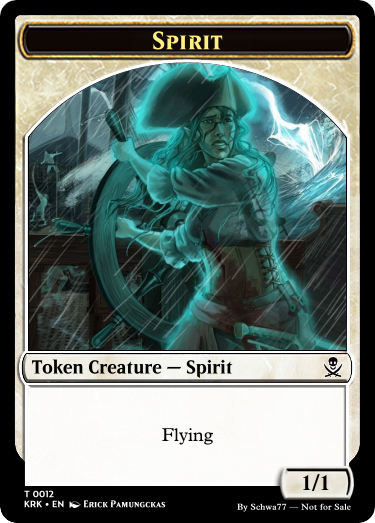 Spirit
Token Creature — Spirit
Flying
1/1
T 0012
KRK • EN Erick Pamungckas
By Schwa77 — Not for Sale